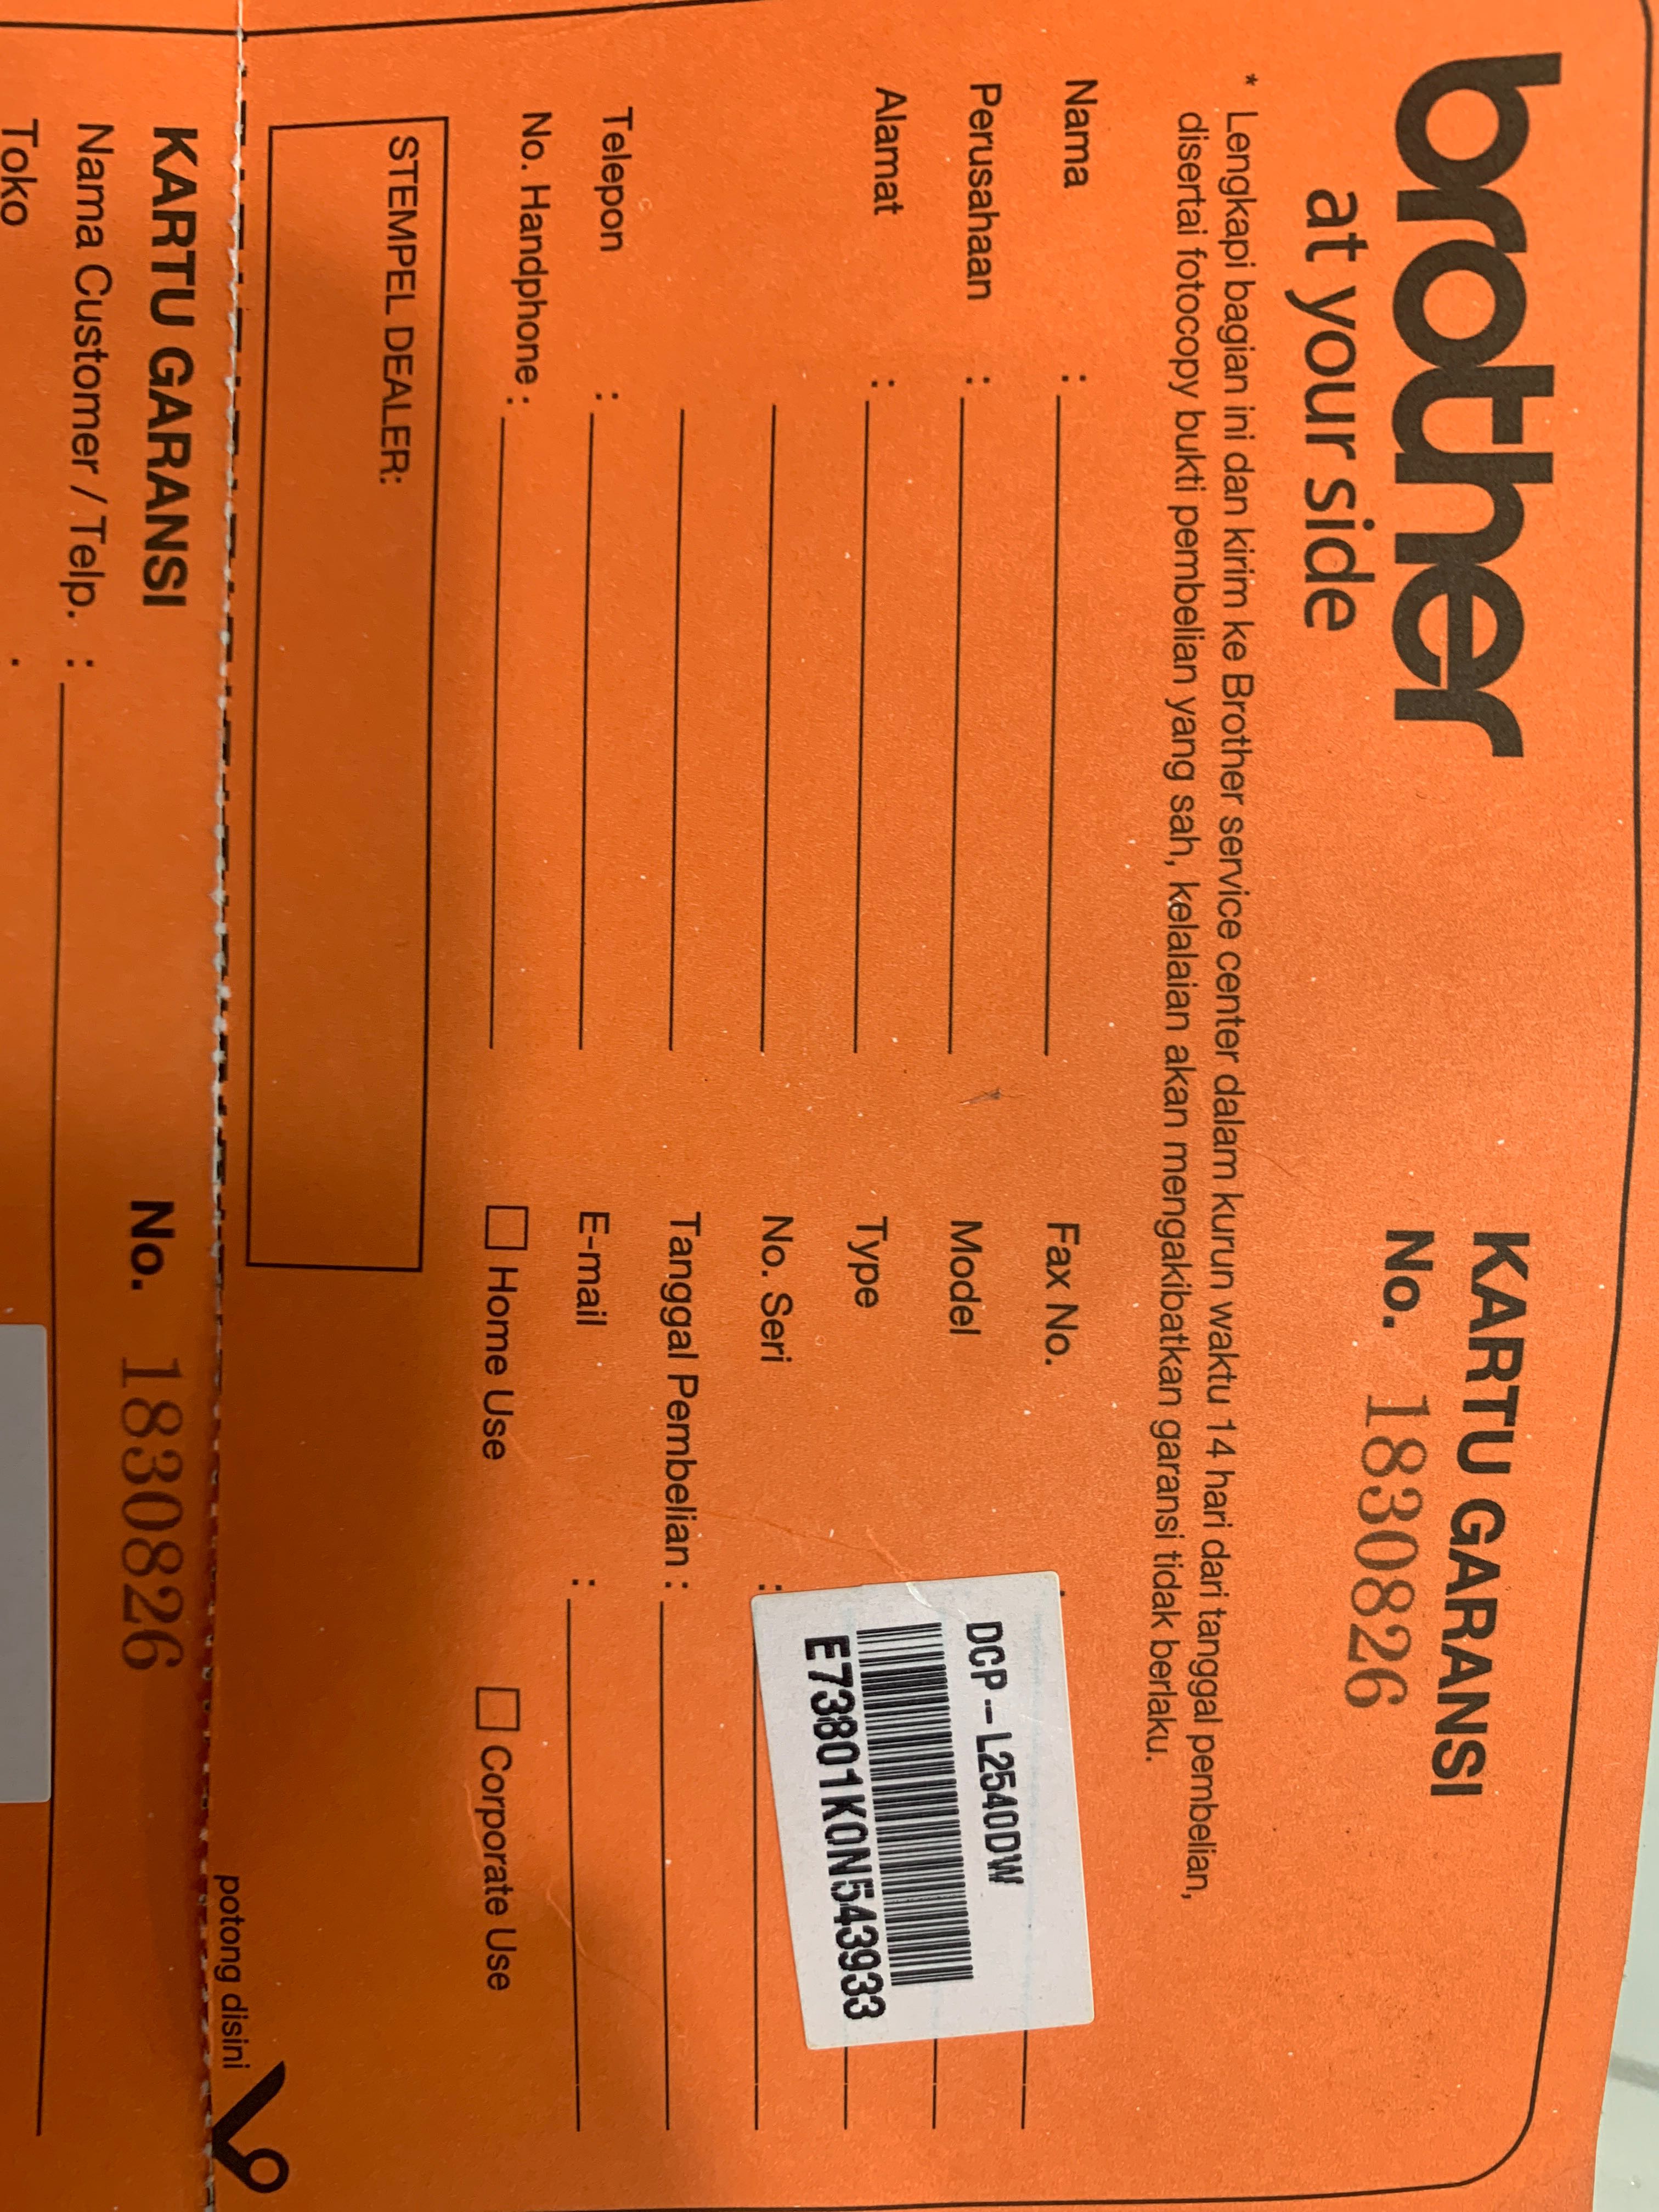 brother
at your side
KARTU GARANSI
No. 1830826
* Lengkapi bagian ini dan kirim ke Brother service center dalam kurun waktu 14 hari dari tanggal pembelian,
disertai fotocopy bukti pembelian yang sah, kelalaian akan mengakibatkan garansi tidak berlaku.
Nama :
Perusahaan :
Alamat :
Telepon :
No. Handphone :
Fax No.
Model
Type
No. Seri :
Tanggal Pembelian :
E-mail :
Home Use
Corporate Use
DCP-L2540DW
E73801K0N543933
STEMPEL DEALER:
potong disini
KARTU GARANSI
No. 1830826
Nama Customer / Telp. :
Toko :